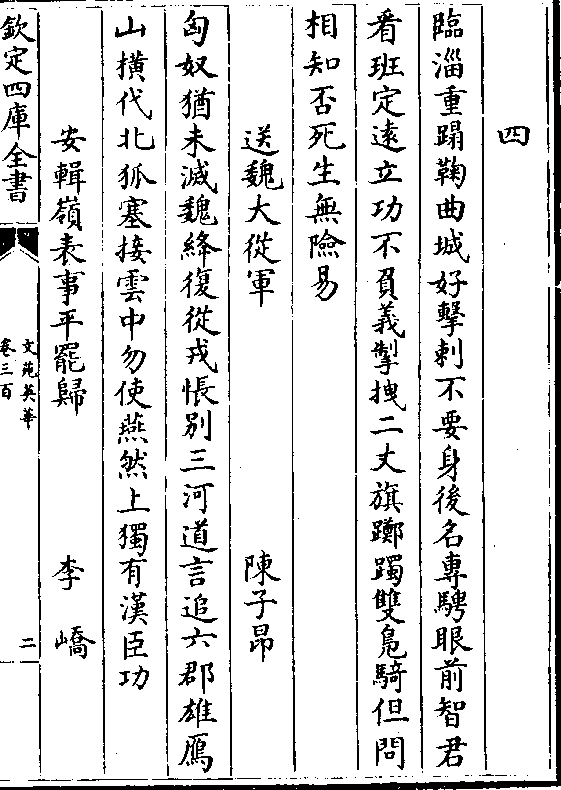 四
臨淄重蹋鞠曲城好擊刺不要身後名專騁眼前智君
看班定遠立功不負義掣拽二丈旗躑躅雙鳧騎但問
相知否死生無險易
送魏大從軍 陳子昂
匈奴猶未滅魏絳復從戎悵别三河道言追六郡雄鴈
山横代北狐塞接雲中勿使燕然上獨有漢臣功
安輯嶺表事平罷歸 李嶠
欽定四庫全書
文苑英華
卷三百
二